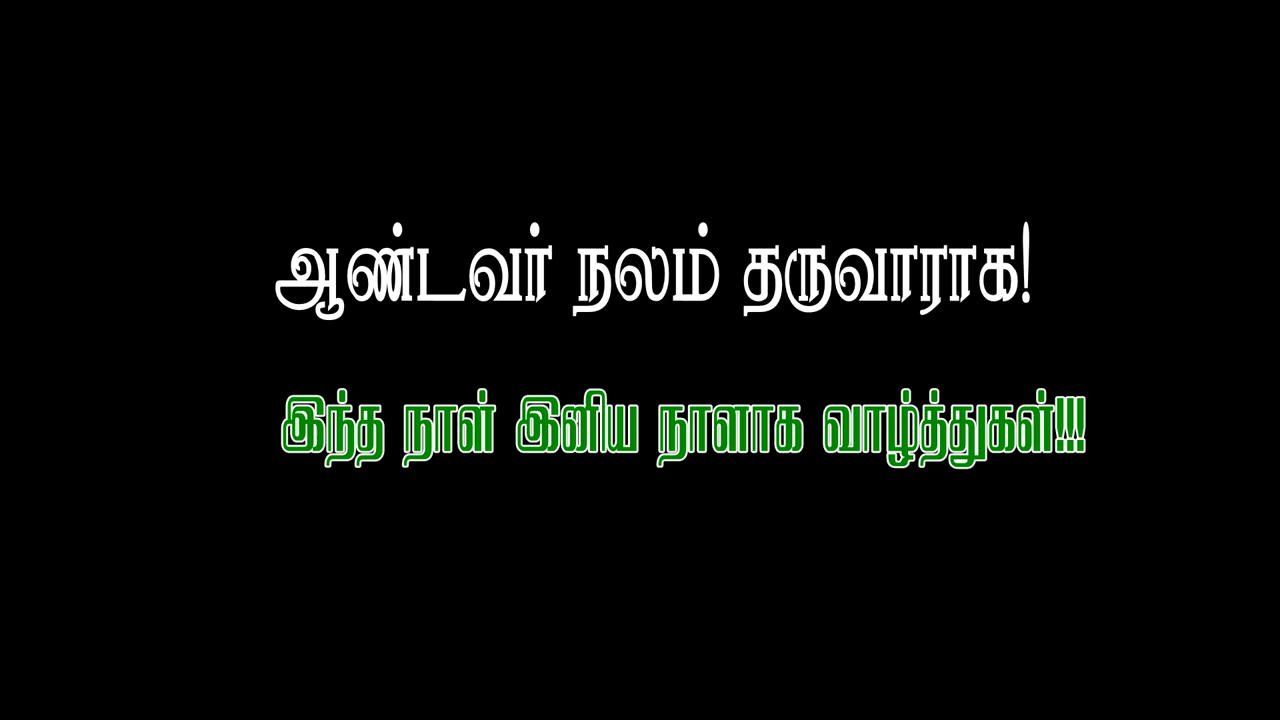 ஆண்டவர் நலம் தருவாராக!
இந்த நாள் இனிய நாளாக வாழ்த்துகள்!!!